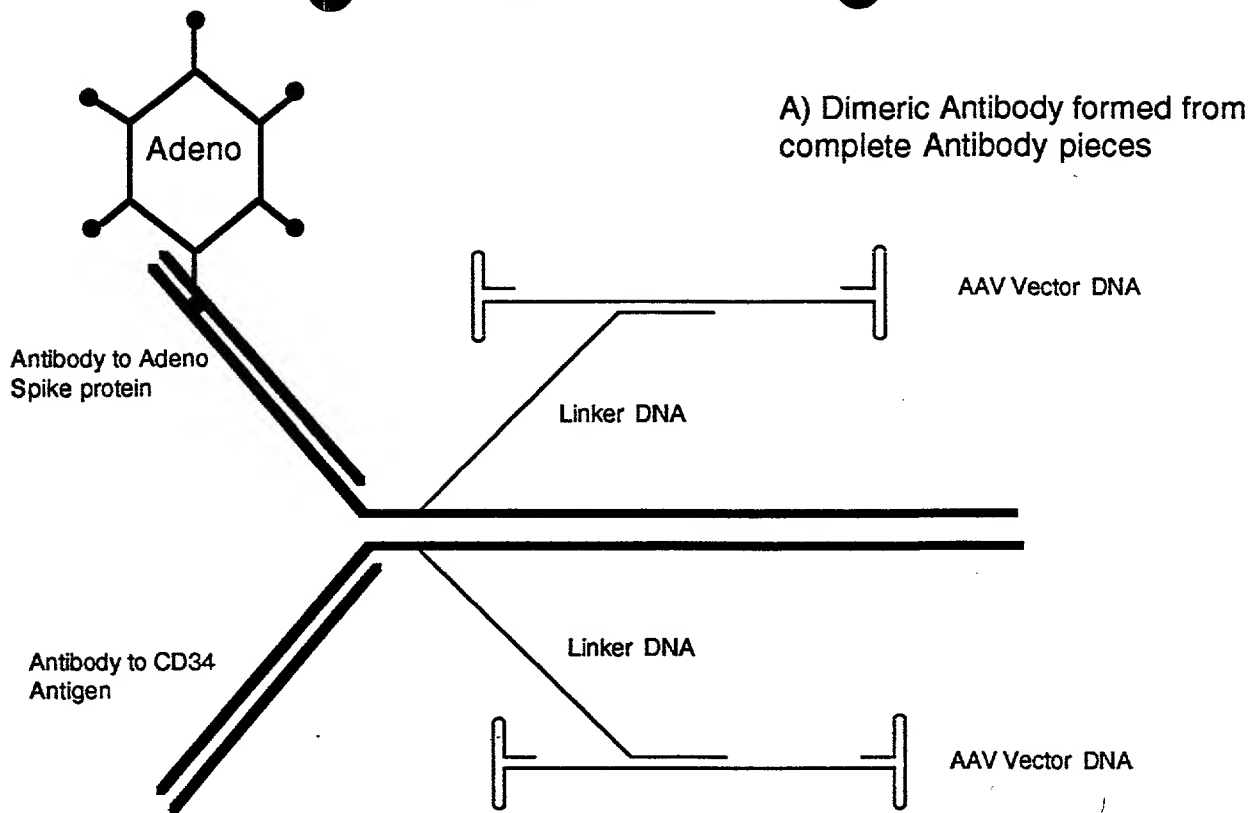 Adeno
A) Dimeric Antibody formed from
complete Antibody pieces
AAV Vector DNA
Antibody to Adeno
Spike protein
Linker DNA
Linker DNA
Antibody to CD34
Antigen
AAV Vector DNA